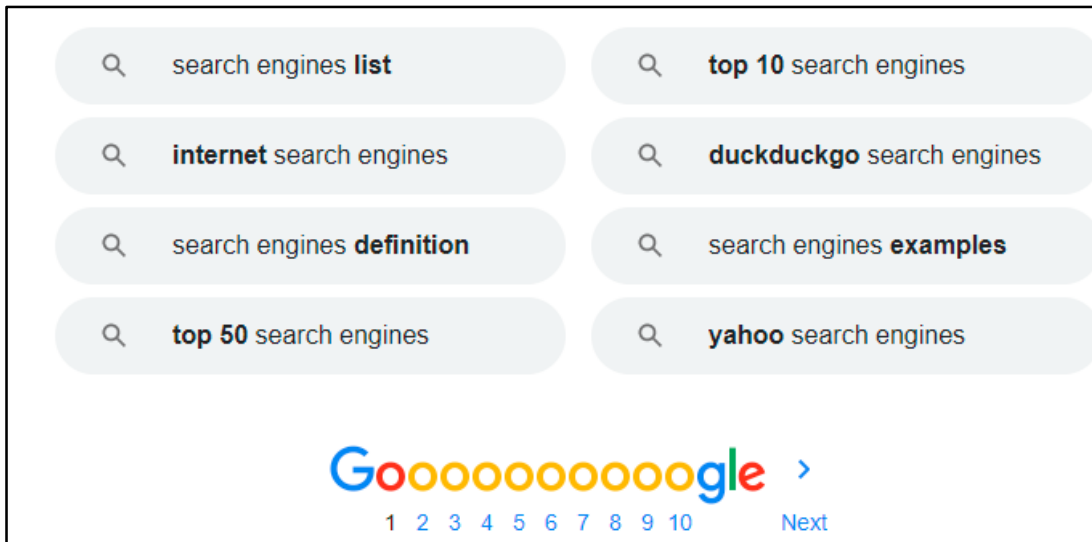 search engines list
top 10 search engines
internet search engines
duckduckgo search engines
search engines definition
search engines examples
top 50 search engines
yahoo search engines
Goooooooooogle >
1 2 3 4 5 6 7 8 9 10 Next